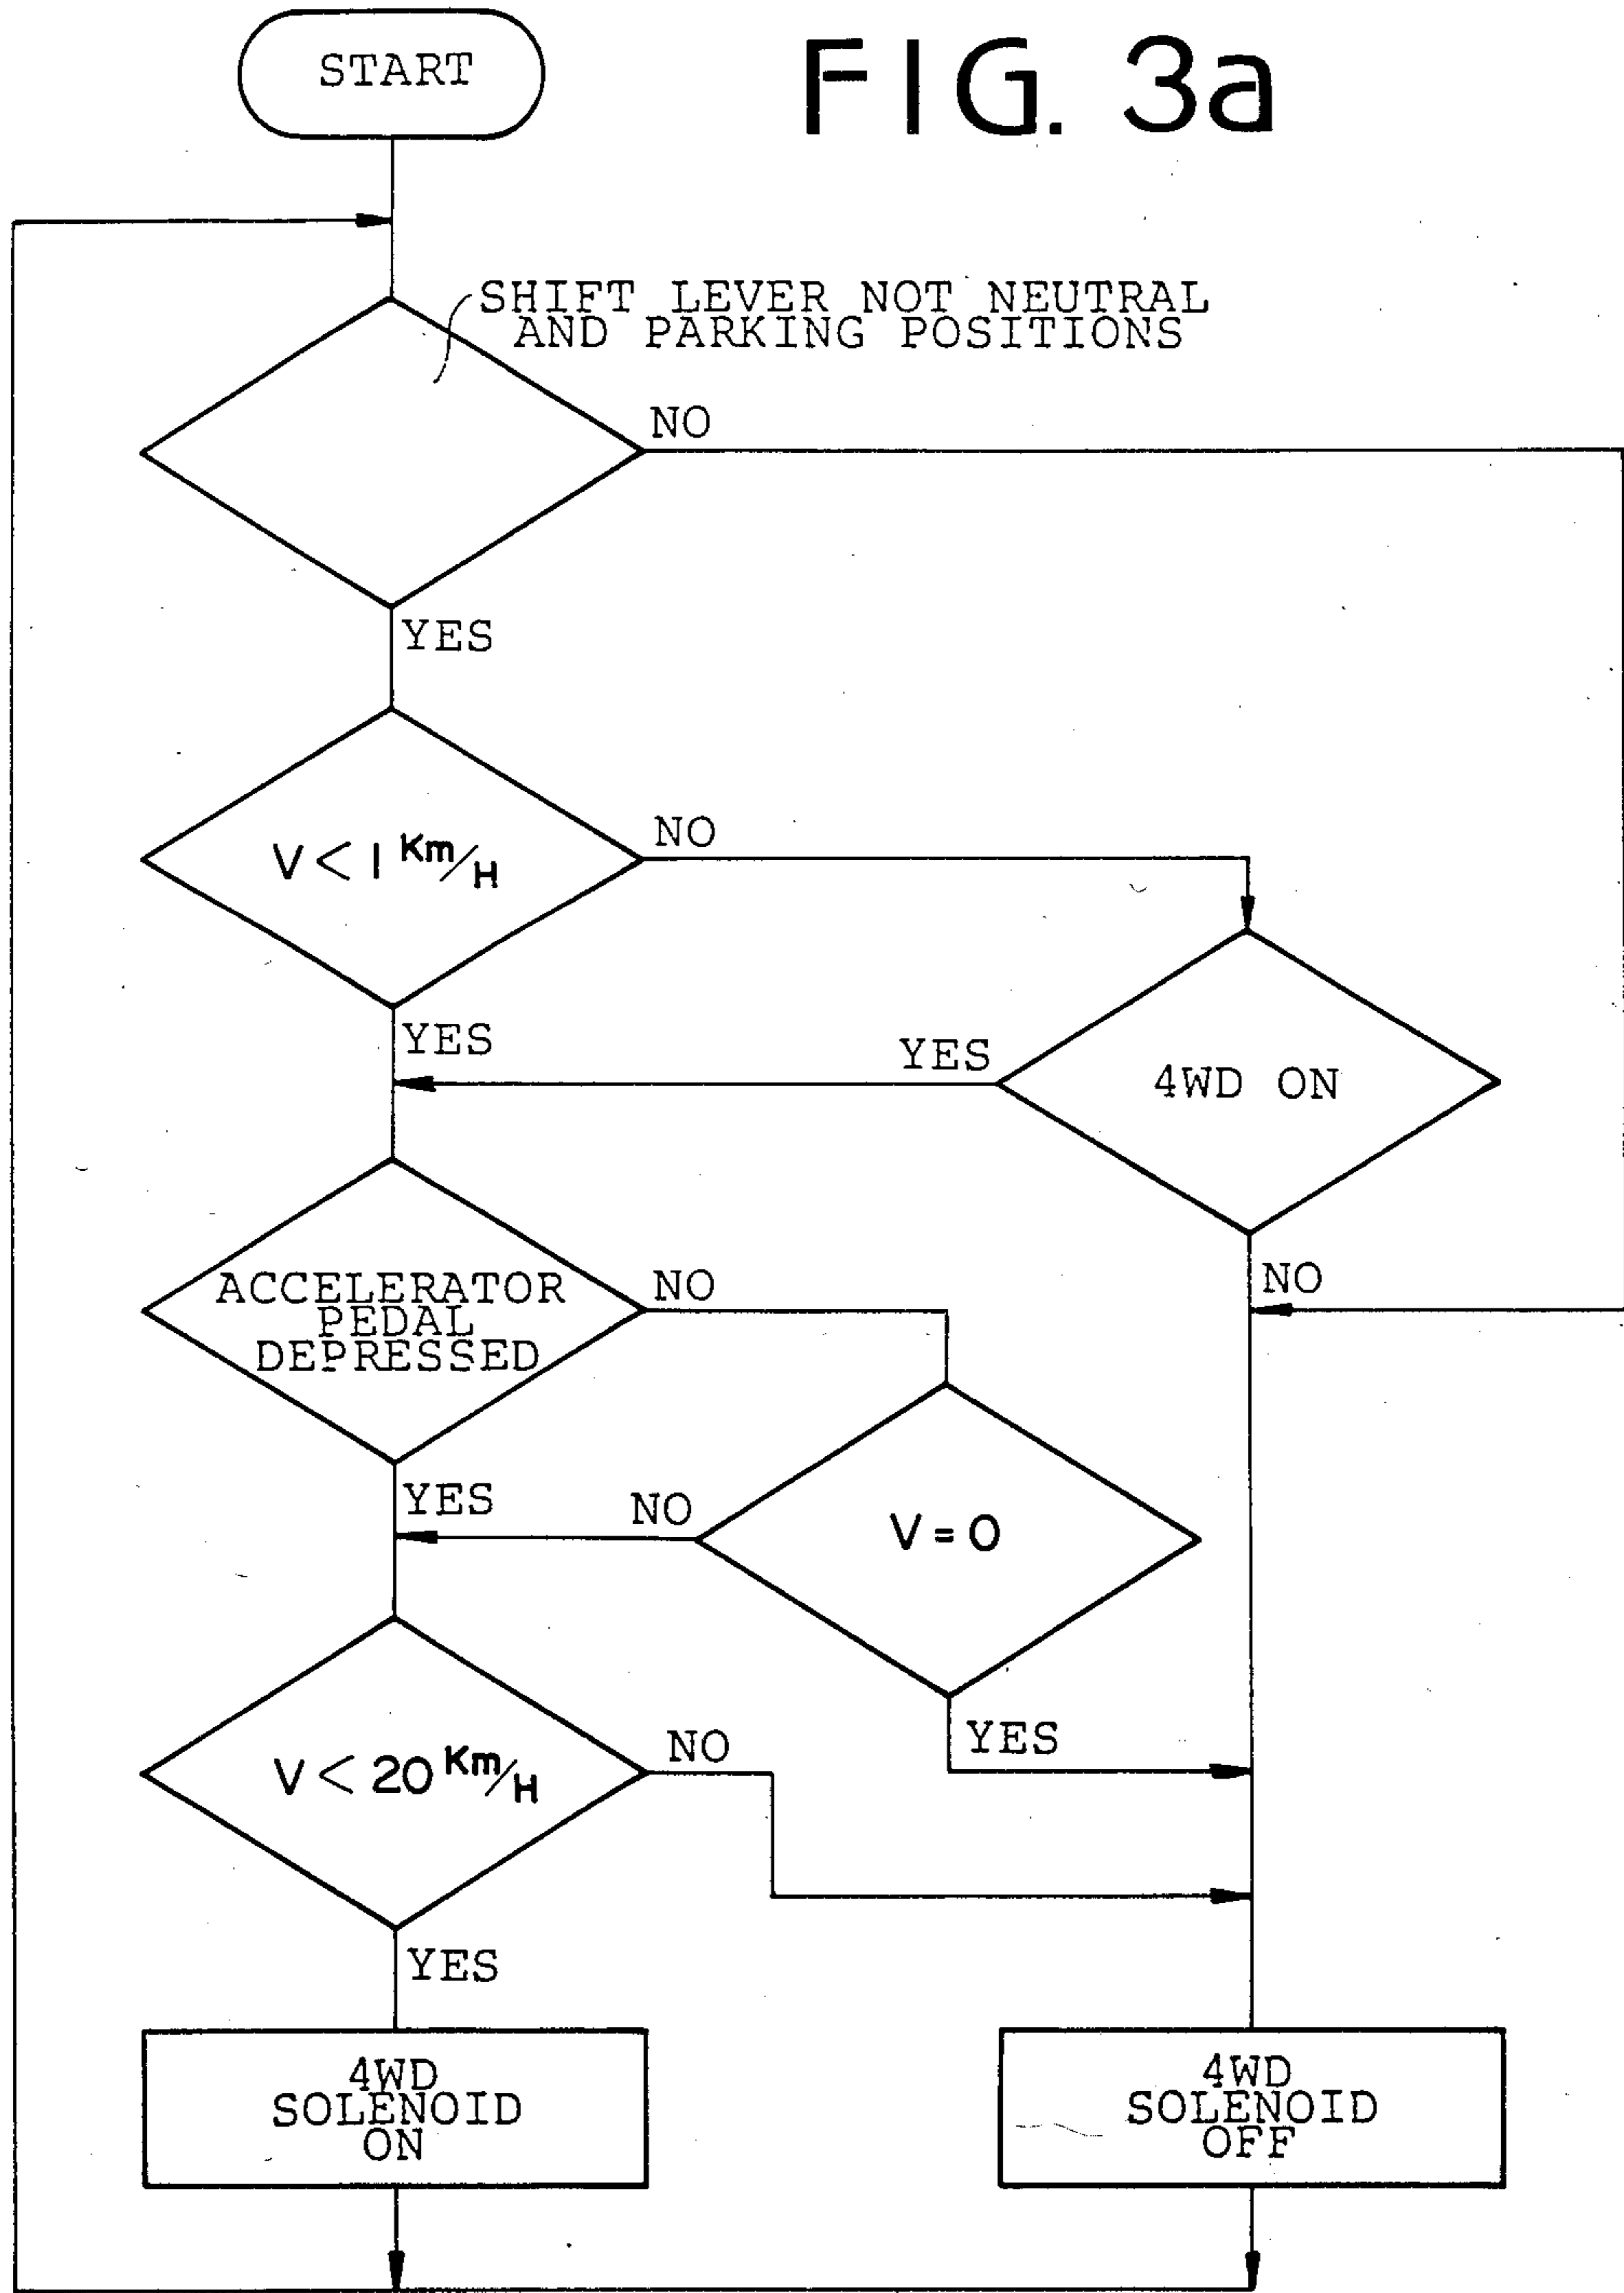 FIG. 3a
START
SHIFT LEVER NOT NEUTRAL
AND PARKING POSITIONS
NO
YES
V < 1 Km/H
NO
YES
YES
4WD ON
NO
ACCELERATOR
PEDAL
DEPRESSED
NO
YES
NO
V = 0
YES
V < 20 Km/H
NO
YES
4WD
SOLENOID
ON
4WD
SOLENOID
OFF